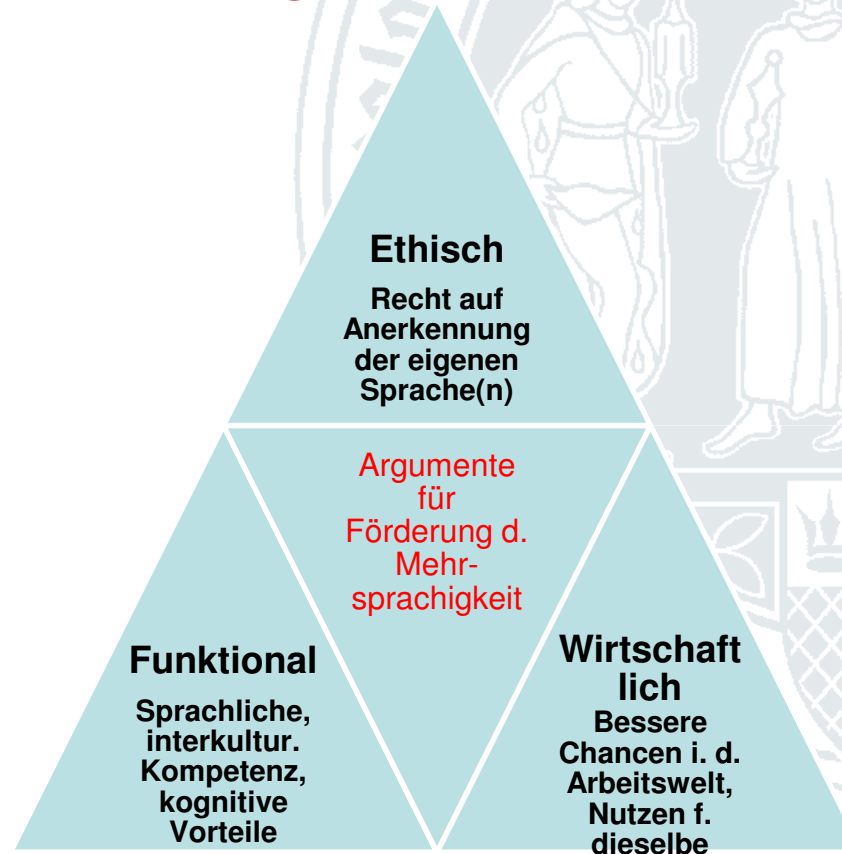 Ethisch
Recht auf
Anerkennung
der eigenen
Sprache(n)
Argumente
für
Förderung d.
Mehr-
sprachigkeit
Funktional
Sprachliche,
interkultur.
Kompetenz,
kognitive
Vorteile
Wirtschaft
lich
Bessere
Chancen i. d.
Arbeitswelt,
Nutzen f.
dieselbe